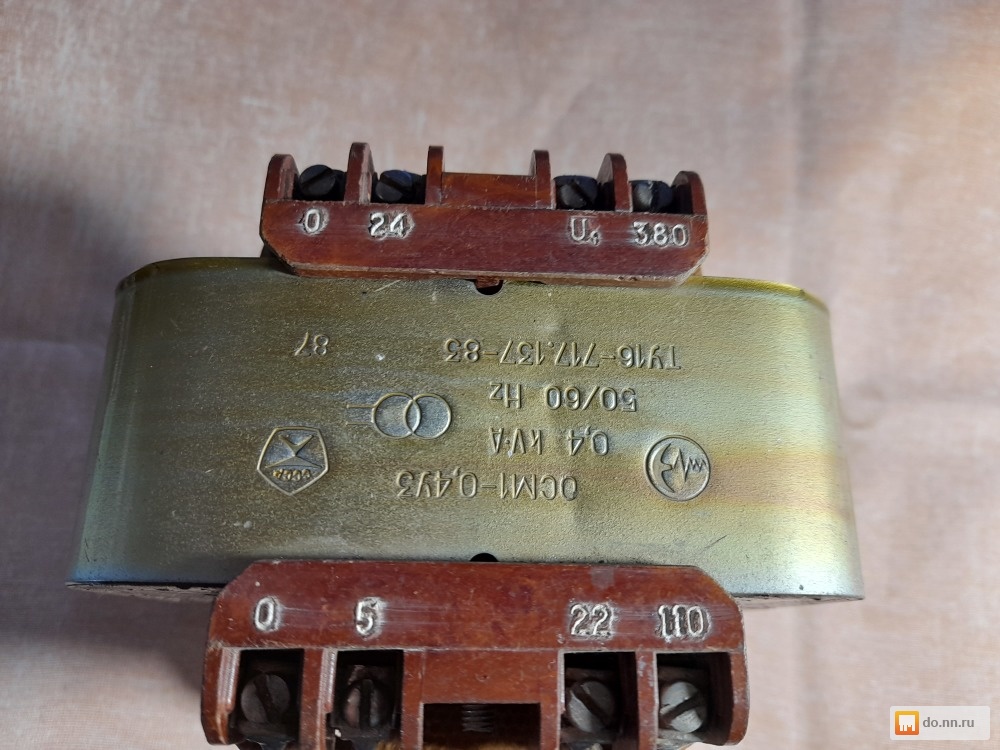 0 24 U₁ 380
ОСМ1-0,4У3
0,4 kV·A
50/60 Hz
ТУ16-717.137-83 87
0 5 22 110
do.nn.ru